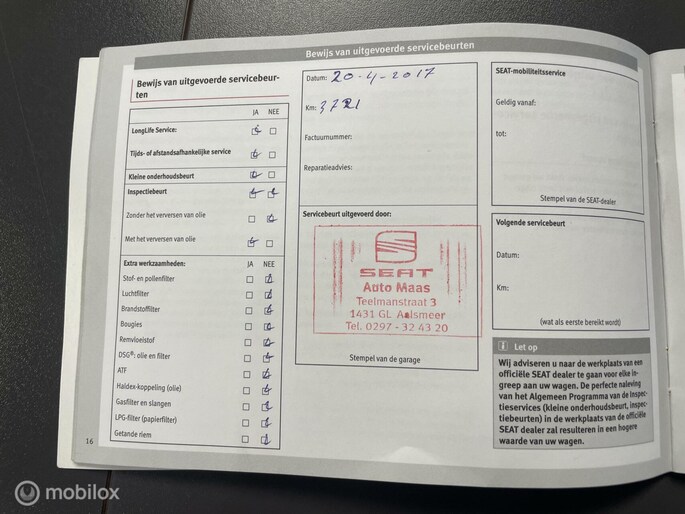 Bewijs van uitgevoerde servicebeurten
Bewijs van uitgevoerde servicebeur-
ten
JA NEE
LongLife Service:
Tijds- of afstandsafhankelijke service
Kleine onderhoudsbeurt
Inspectiebeurt
Zonder het verversen van olie
Met het verversen van olie
Extra werkzaamheden: JA NEE
Stof- en pollenfilter
Luchtfilter
Brandstoffilter
Bougies
Remvloeistof
DSG®: olie en filter
ATF
Haldex-koppeling (olie)
Gasfilter en slangen
LPG-filter (papierfilter)
Getande riem
16
Datum: 20-4-2017
Km: 3721
Factuurnummer:
Reparatieadvies:
Servicebeurt uitgevoerd door:
SEAT
Auto Maas
Teelmanstraat 3
1431 GL Aalsmeer
Tel. 0297 - 32 43 20
Stempel van de garage
SEAT-mobiliteitsservice
Geldig vanaf:
tot:
Stempel van de SEAT-dealer
Volgende servicebeurt
Datum:
Km:
(wat als eerste bereikt wordt)
i Let op
Wij adviseren u naar de werkplaats van een
officiële SEAT dealer te gaan voor elke in-
greep aan uw wagen. De perfecte naleving
van het Algemeen Programma van de Inspec-
tieservices (kleine onderhoudsbeurt, inspec-
tiebeurten) in de werkplaats van de officiële
SEAT dealer zal resulteren in een hogere
waarde van uw wagen.
mobilox